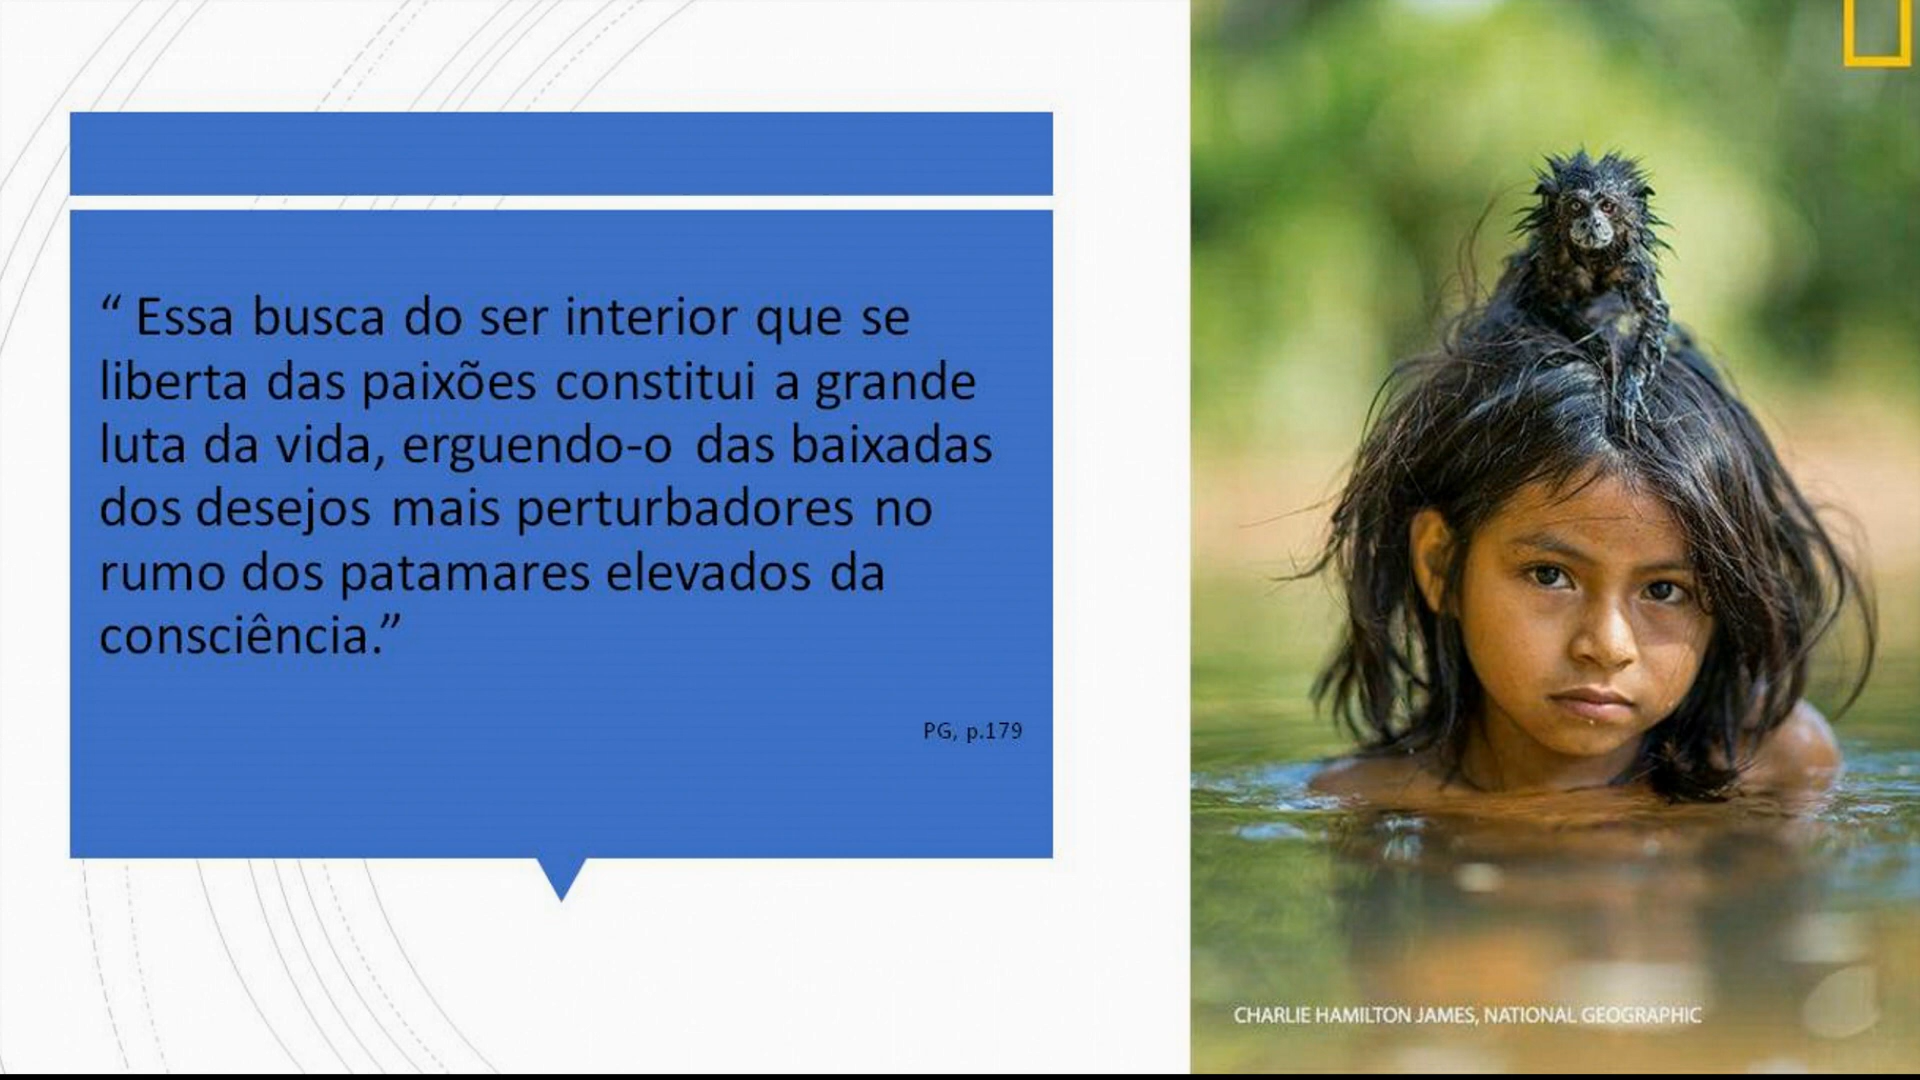 “ Essa busca do ser interior que se
liberta das paixões constitui a grande
luta da vida, erguendo-o das baixadas
dos desejos mais perturbadores no
rumo dos patamares elevados da
consciência.”
PG, p.179
CHARLIE HAMILTON JAMES, NATIONAL GEOGRAPHIC